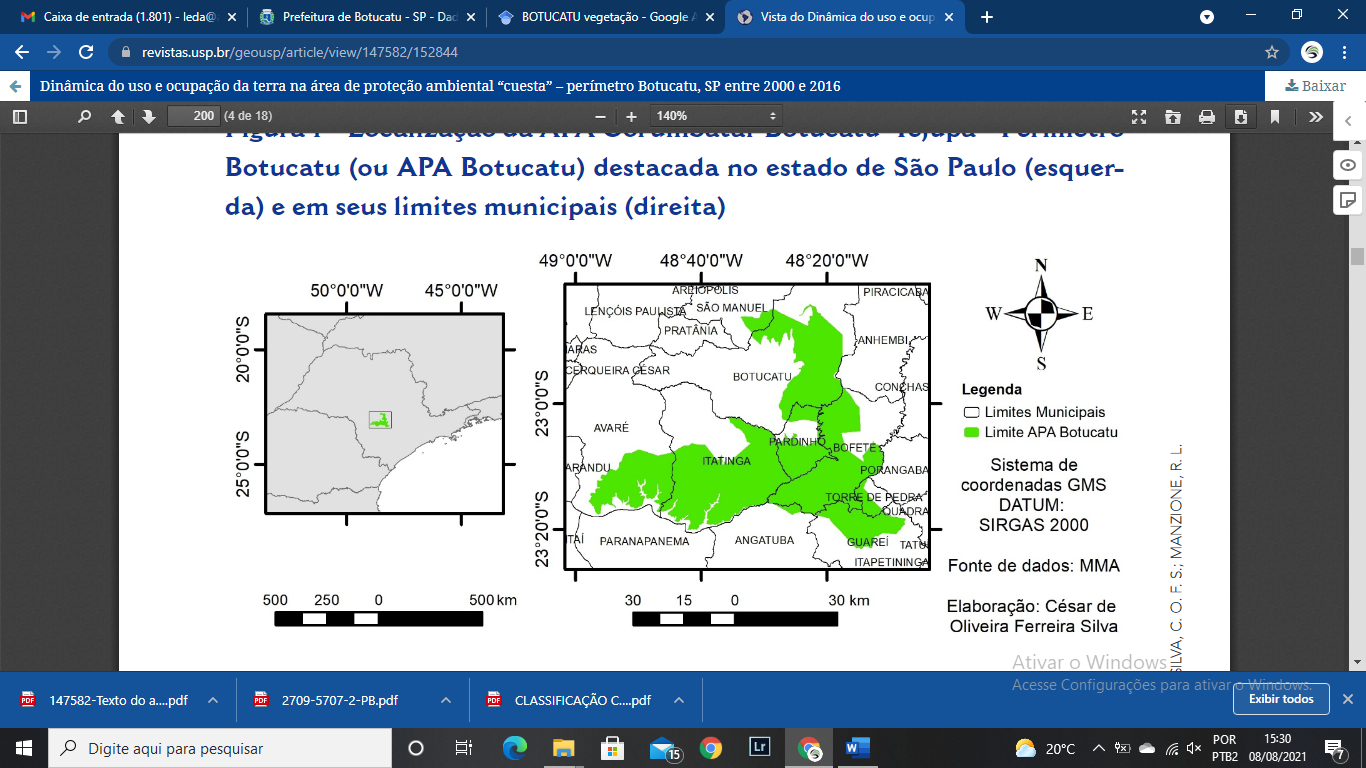 Caixa de entrada (1.801) - leda@
Prefeitura de Botucatu - SP - Dad
BOTUCATU vegetação - Google A
Vista do Dinâmica do uso e ocup
revistas.usp.br/geousp/article/view/147582/152844
Dinâmica do uso e ocupação da terra na área de proteção ambiental “cuesta” – perímetro Botucatu, SP entre 2000 e 2016
Baixar
200 (4 de 18)
140%
Botucatu (ou APA Botucatu) destacada no estado de São Paulo (esquer-
da) e em seus limites municipais (direita)
50°0'0"W 45°0'0"W
20°0'0"S
25°0'0"S
500 250 0 500 km
49°0'0"W 48°40'0"W 48°20'0"W
23°0'0"S
23°20'0"S
AREIÓPOLIS
PIRACICABA
LENÇÓIS PAULISTA
SÃO MANUEL
PRATÂNIA
ANHEMBI
ARAS
CERQUEIRA CÉSAR
BOTUCATU
CONCHAS
AVARÉ
PARDINHO
BOFETE
ARANDU
ITATINGA
PORANGABA
TORRE DE PEDRA
QUADRA
ITAÍ
PARANAPANEMA
ANGATUBA
GUAREÍ
TATUI
ITAPETININGA
30 15 0 30 km
N
W E
S
Legenda
Limites Municipais
Limite APA Botucatu
Sistema de
coordenadas GMS
DATUM:
SIRGAS 2000
Fonte de dados: MMA
Elaboração: César de
Oliveira Ferreira Silva
SILVA, C. O. F. S.; MANZIONE, R. L.
Ativar o Windows
Acesse Configurações para ativar o Windows.
147582-Texto do a....pdf
2709-5707-2-PB.pdf
CLASSIFICAÇÃO C....pdf
Exibir todos
Digite aqui para pesquisar
15
Lr
20°C
POR
PTB2
15:30
08/08/2021
7